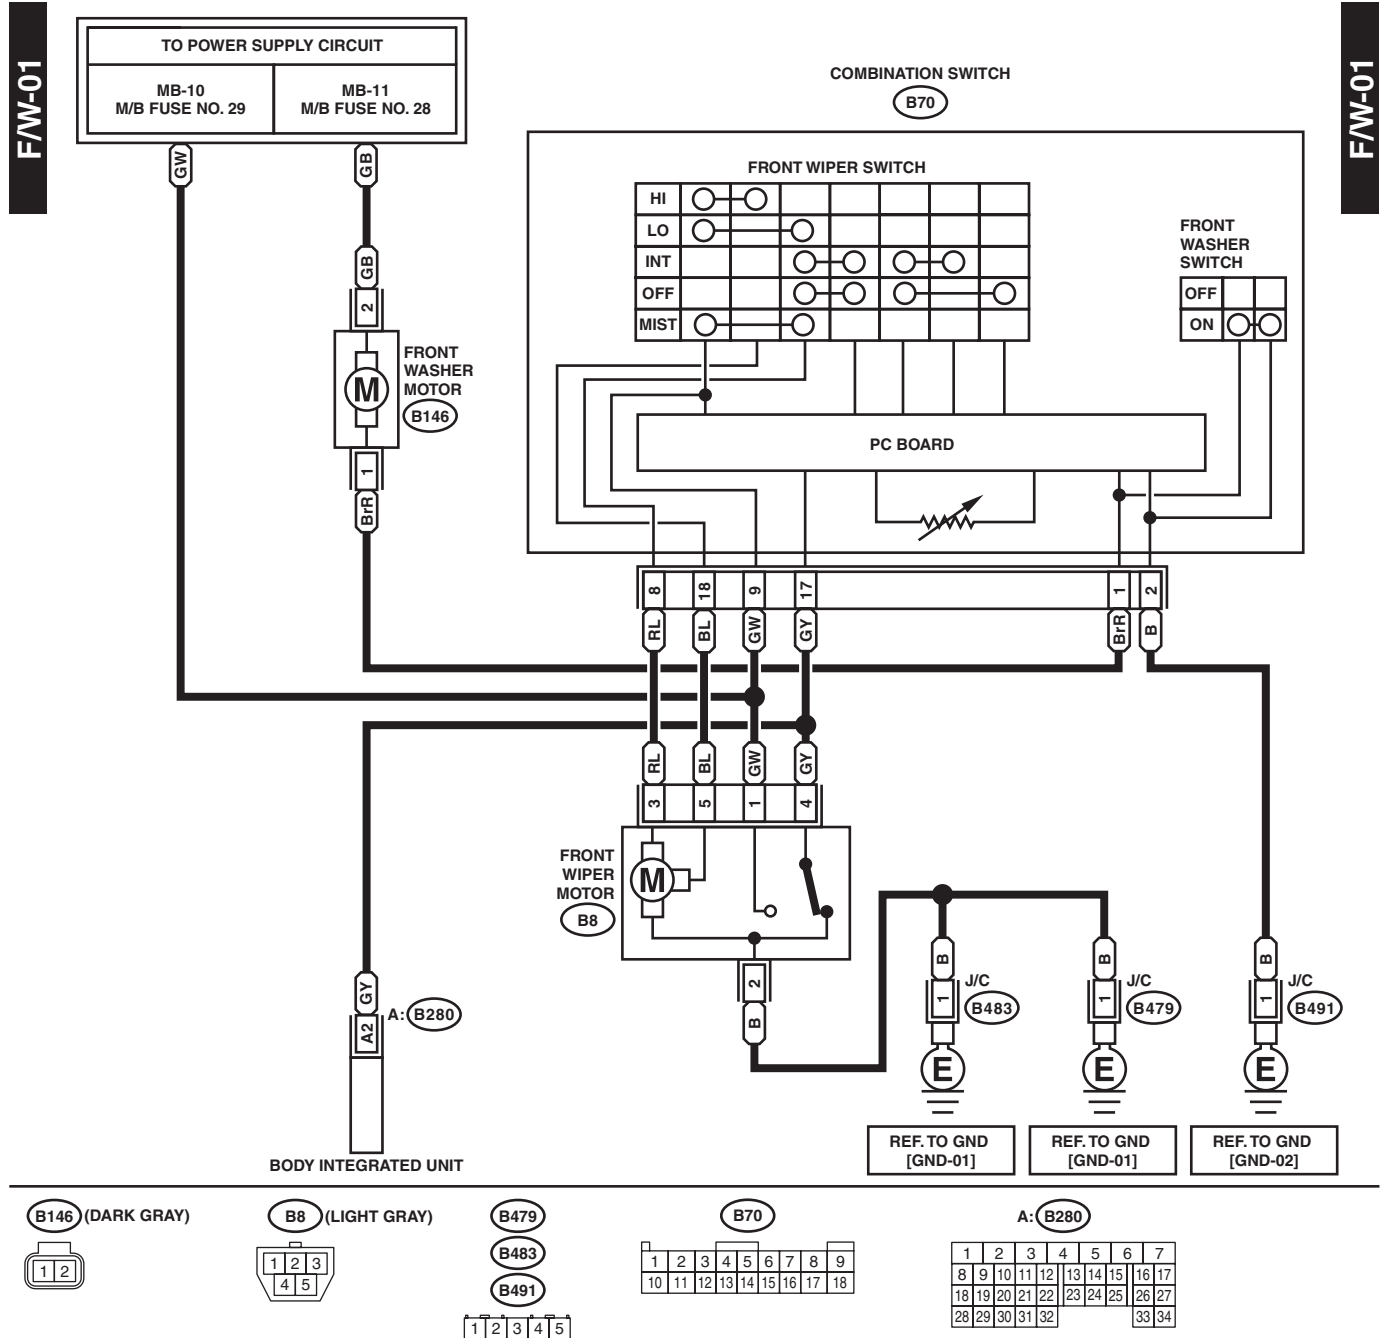 F/W-01
F/W-01
TO POWER SUPPLY CIRCUIT
MB-10
M/B FUSE NO. 29
MB-11
M/B FUSE NO. 28
GW
GB
GB
2
M
FRONT
WASHER
MOTOR
B146
1
BrR
COMBINATION SWITCH
B70
FRONT WIPER SWITCH
HI
LO
INT
OFF
MIST
FRONT
WASHER
SWITCH
OFF
ON
PC BOARD
8 18 9 17 1 2
RL BL GW GY BrR B
RL BL GW GY
3 5 1 4
FRONT
WIPER
MOTOR
B8
M
2
B
GY
A2
A: B280
BODY INTEGRATED UNIT
B B B
1 1 1
J/C
B483
J/C
B479
J/C
B491
E E E
REF. TO GND
[GND-01]
REF. TO GND
[GND-01]
REF. TO GND
[GND-02]
B146 (DARK GRAY)
1 2
B8 (LIGHT GRAY)
1 2 3
4 5
B479
B483
B491
1 2 3 4 5
B70
1 2 3 4 5 6 7 8 9
10 11 12 13 14 15 16 17 18
A: B280
1 2 3 4 5 6 7
8 9 10 11 12 13 14 15 16 17
18 19 20 21 22 23 24 25 26 27
28 29 30 31 32 33 34